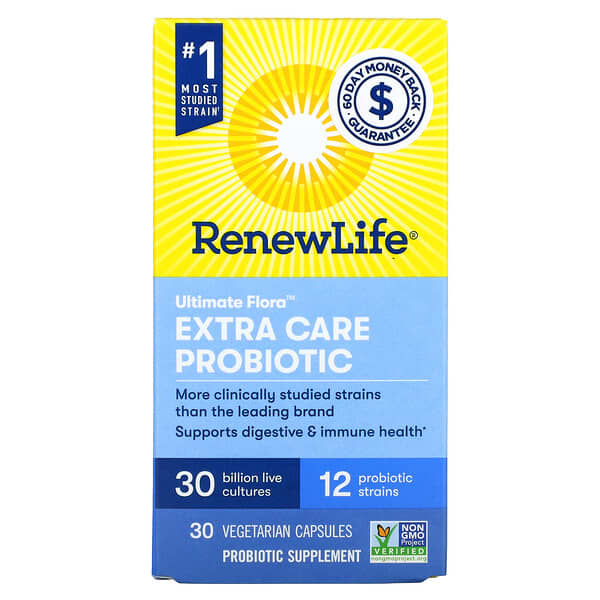 #1
MOST
STUDIED
STRAIN†
60 DAY MONEY BACK
$
GUARANTEE
RenewLife®
Ultimate Flora™
EXTRA CARE
PROBIOTIC
More clinically studied strains
than the leading brand
Supports digestive & immune health*
30 billion live
cultures
12 probiotic
strains
30 VEGETARIAN CAPSULES
PROBIOTIC SUPPLEMENT
NON
GMO
Project
VERIFIED
nongmoproject.org